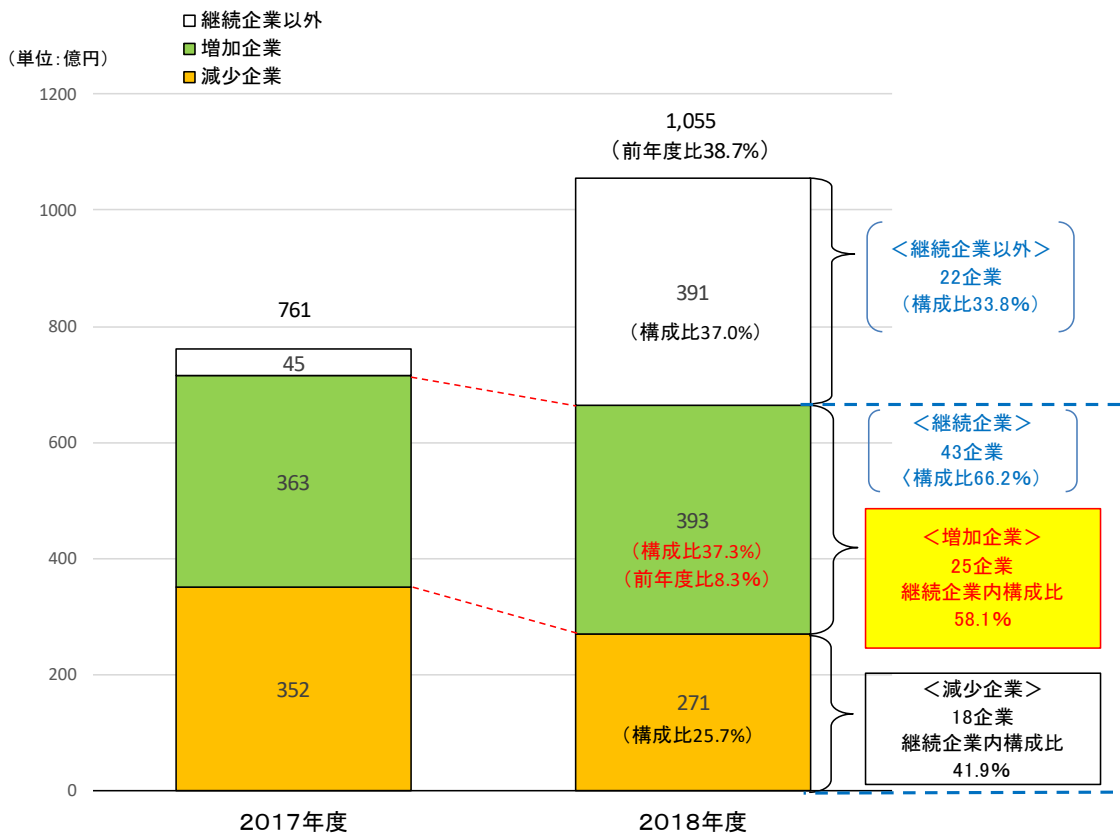 継続企業以外
増加企業
減少企業
（単位：億円）
1200
1000
800
600
400
200
0
761
45
363
352
2017年度
1,055
（前年度比38.7%）
391
（構成比37.0%）
393
（構成比37.3%）
（前年度比8.3%）
271
（構成比25.7%）
2018年度
＜継続企業以外＞
22企業
（構成比33.8%）
＜継続企業＞
43企業
〈構成比66.2%）
＜増加企業＞
25企業
継続企業内構成比
58.1%
＜減少企業＞
18企業
継続企業内構成比
41.9%